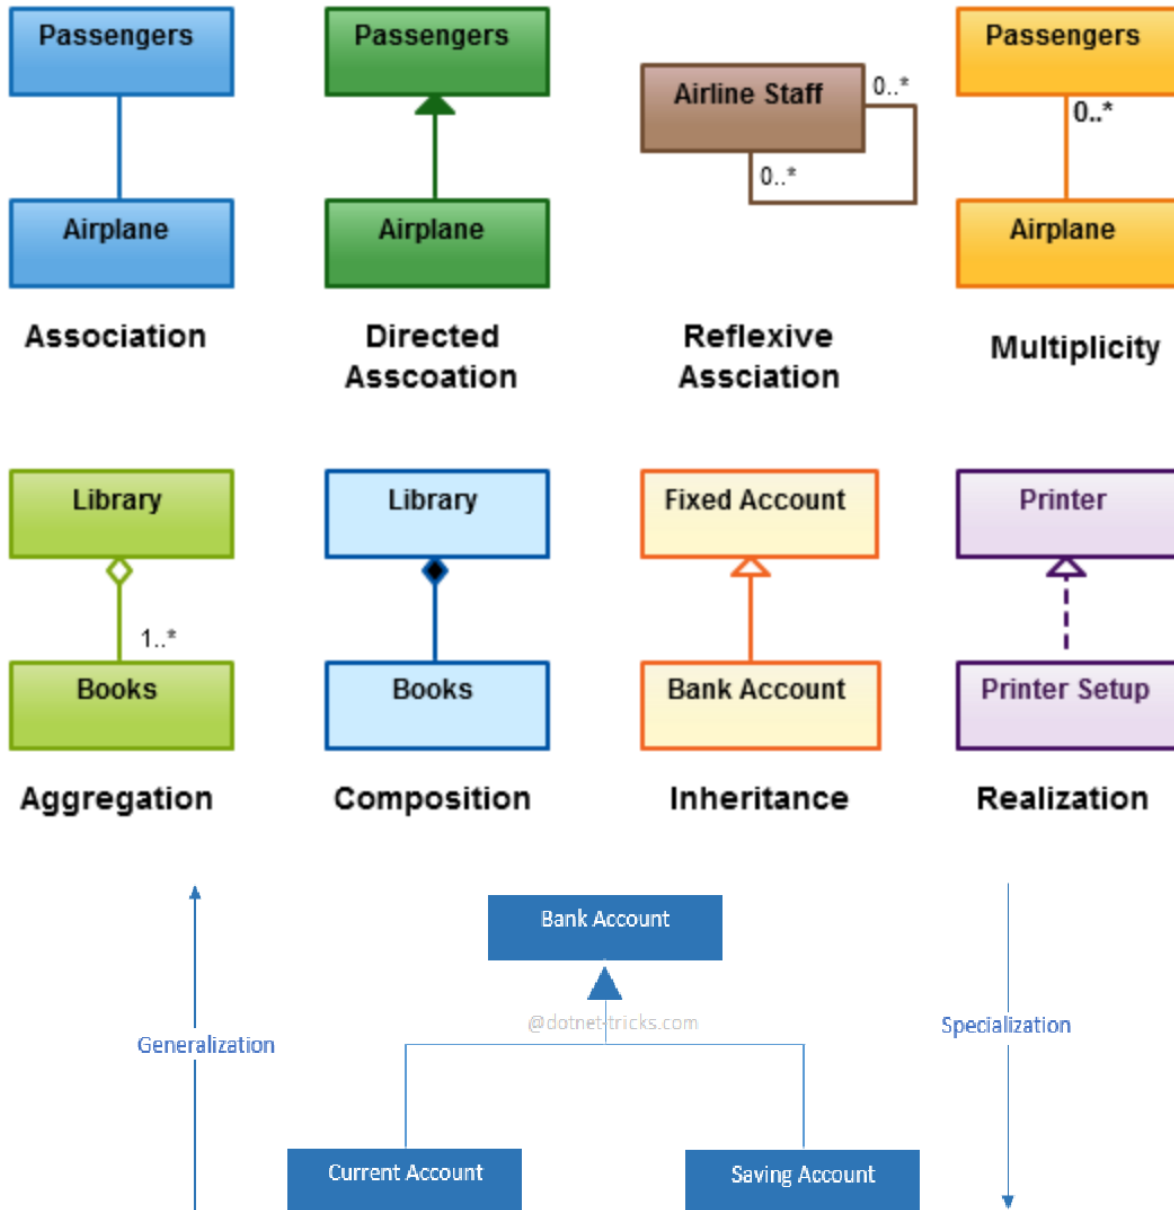 Passengers
Airplane
Association
Passengers
Airplane
Directed
Asscoation
Airline Staff
0..*
0..*
Reflexive
Assciation
Passengers
0..*
Airplane
Multiplicity
Library
1..*
Books
Aggregation
Library
Books
Composition
Fixed Account
Bank Account
Inheritance
Printer
Printer Setup
Realization
Generalization
Bank Account
@dotnet-tricks.com
Current Account
Saving Account
Specialization